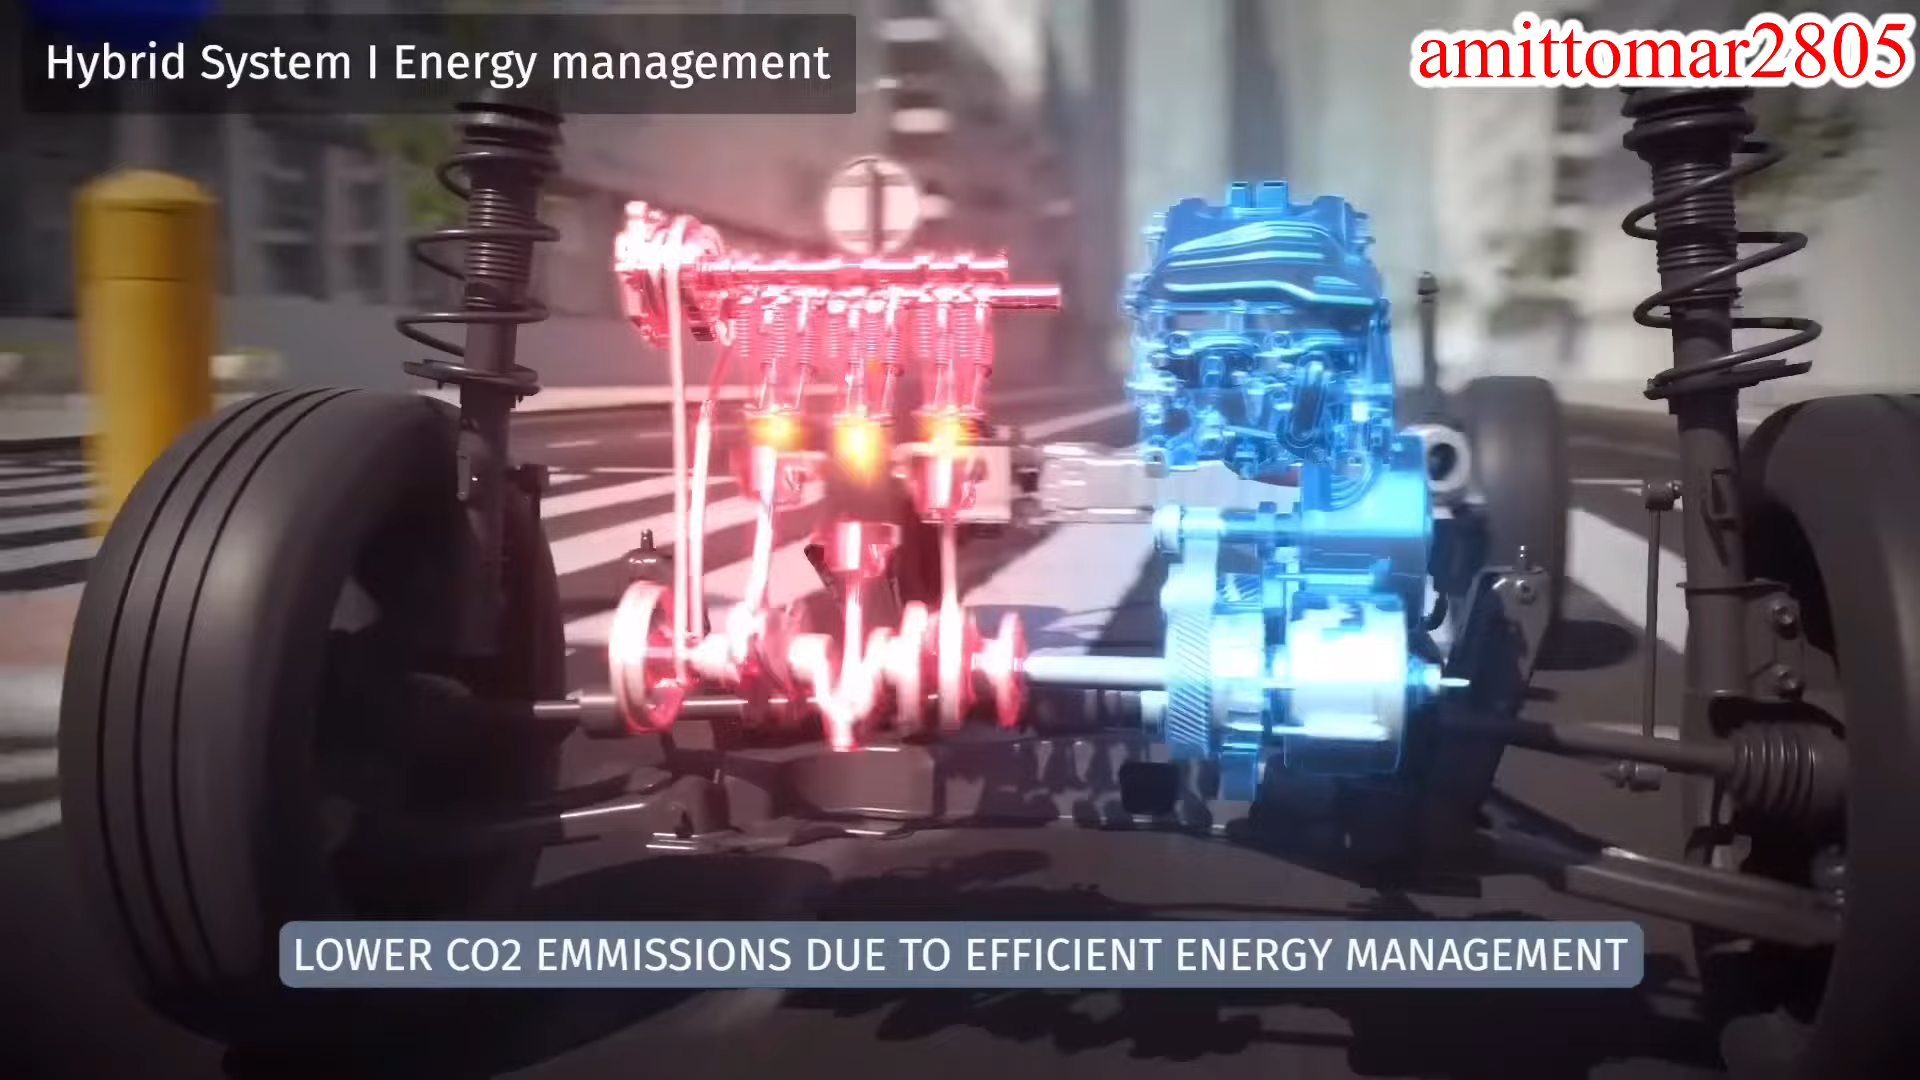 Hybrid System I Energy management
amittomar2805
LOWER CO2 EMMISSIONS DUE TO EFFICIENT ENERGY MANAGEMENT